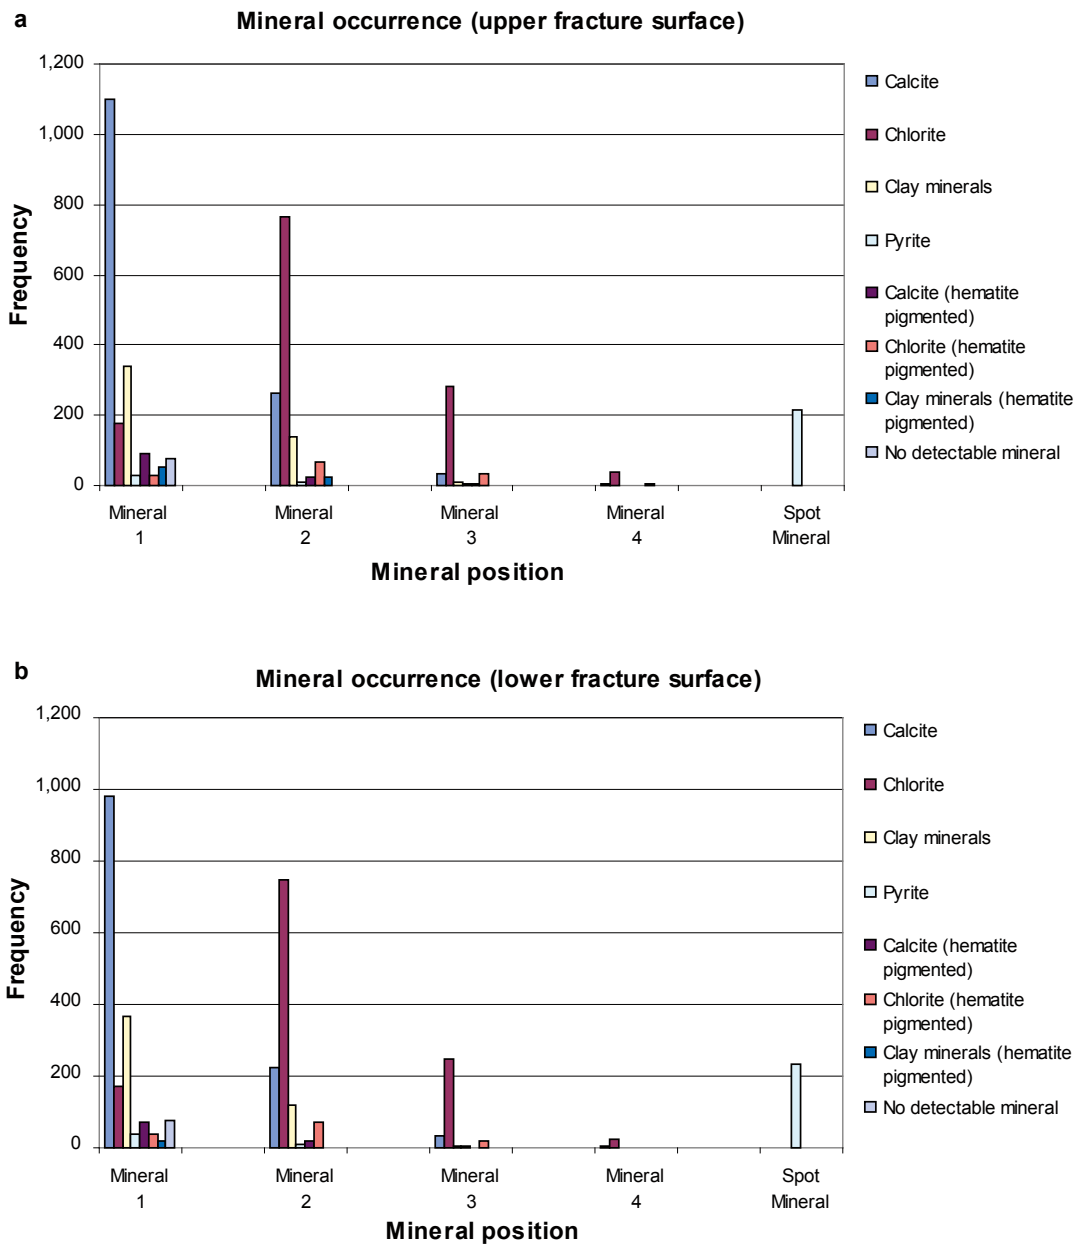 a
Mineral occurrence (upper fracture surface)
Frequency
1,200
1,000
800
600
400
200
0
Mineral 1
Mineral 2
Mineral 3
Mineral 4
Spot Mineral
Mineral position
Calcite
Chlorite
Clay minerals
Pyrite
Calcite (hematite
pigmented)
Chlorite (hematite
pigmented)
Clay minerals (hematite
pigmented)
No detectable mineral
b
Mineral occurrence (lower fracture surface)
Frequency
1,200
1,000
800
600
400
200
0
Mineral 1
Mineral 2
Mineral 3
Mineral 4
Spot Mineral
Mineral position
Calcite
Chlorite
Clay minerals
Pyrite
Calcite (hematite
pigmented)
Chlorite (hematite
pigmented)
Clay minerals (hematite
pigmented)
No detectable mineral